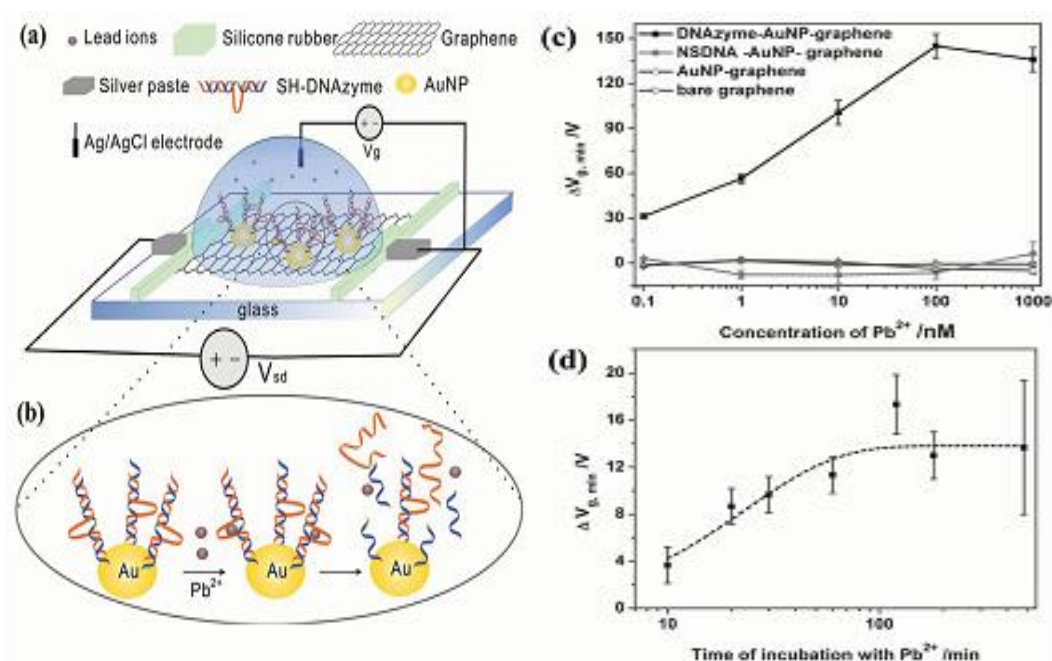 (a)
Lead ions Silicone rubber Graphene
Silver paste SH-DNAzyme AuNP
Ag/AgCl electrode
+ -
Vg
glass
+ -
Vsd
(b)
Au Au Au
Pb2+
(c)
DNAzyme-AuNP-graphene
NSDNA -AuNP- graphene
AuNP-graphene
bare graphene
150
120
90
60
30
0
ΔVg, min /V
0.1 1 10 100 1000
Concentration of Pb2+ /nM
(d)
20
16
12
8
4
0
Δ Vg, min /V
10 100
Time of incubation with Pb2+ /min